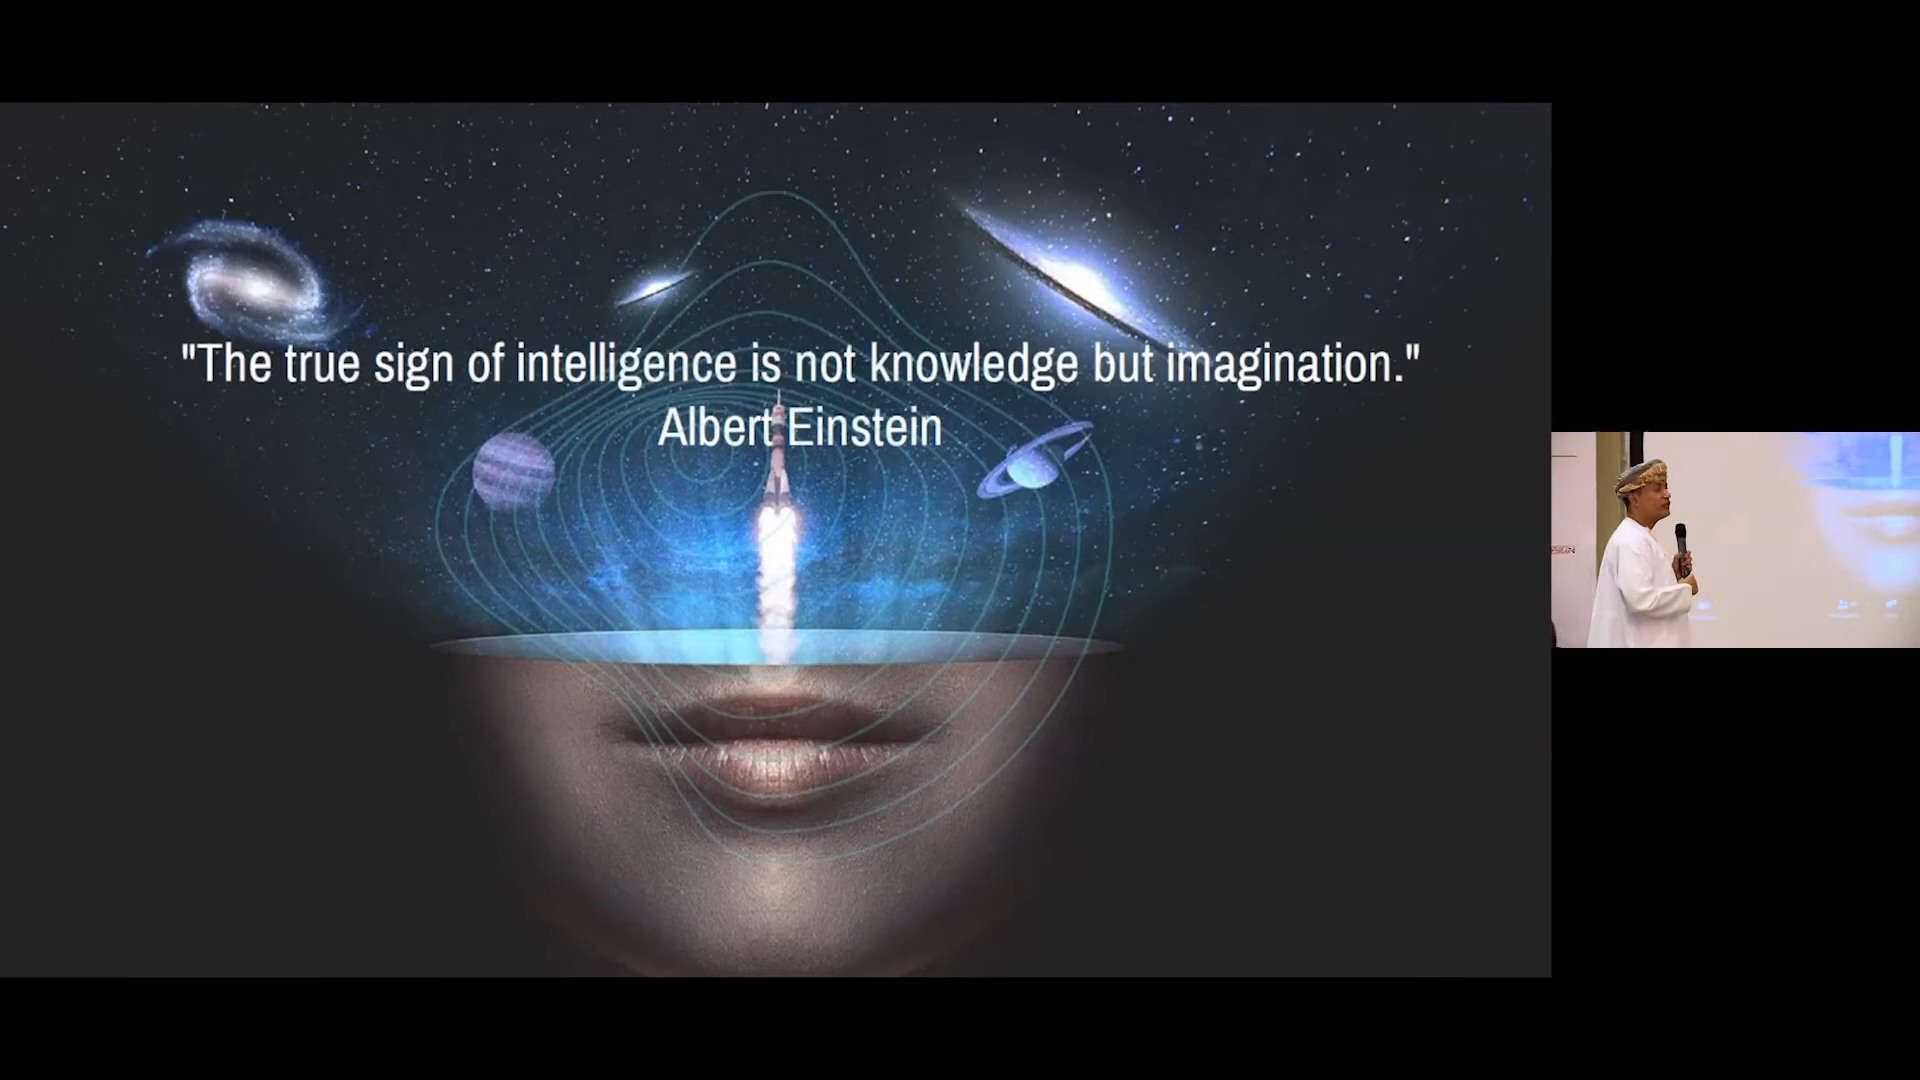 "The true sign of intelligence is not knowledge but imagination."
Albert Einstein